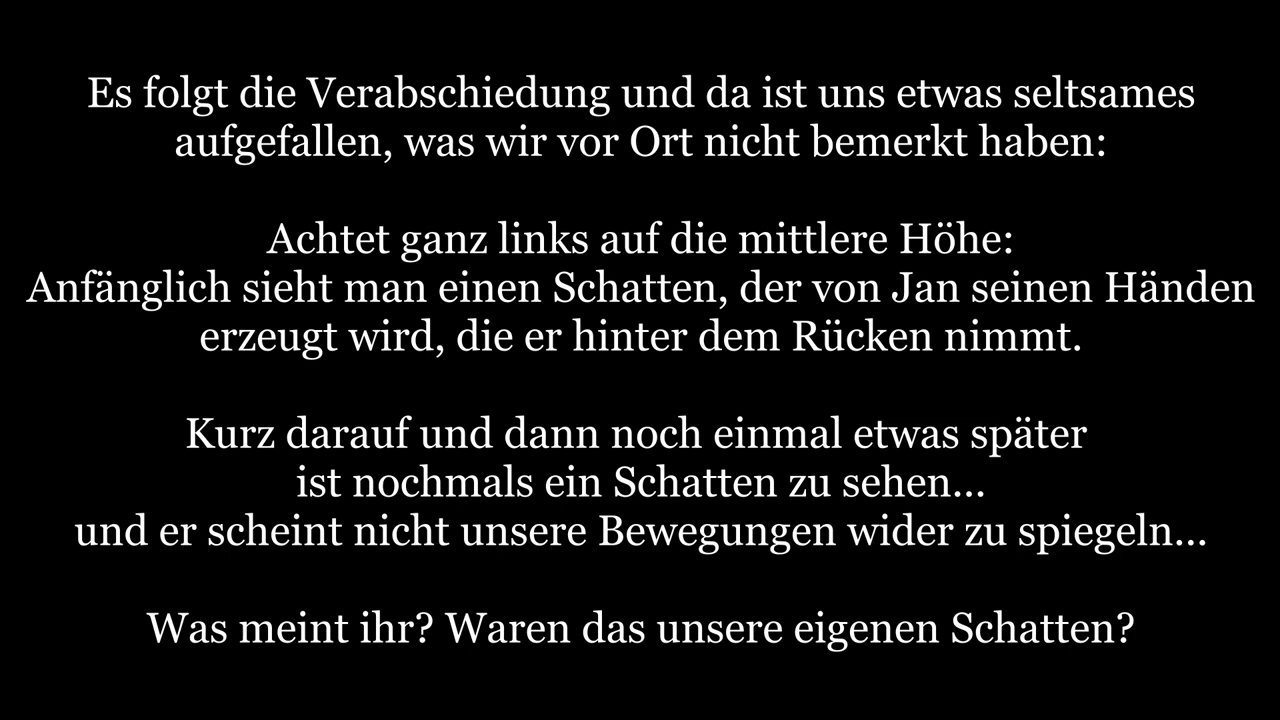 Es folgt die Verabschiedung und da ist uns etwas seltsames
aufgefallen, was wir vor Ort nicht bemerkt haben:
Achtet ganz links auf die mittlere Höhe:
Anfänglich sieht man einen Schatten, der von Jan seinen Händen
erzeugt wird, die er hinter dem Rücken nimmt.
Kurz darauf und dann noch einmal etwas später
ist nochmals ein Schatten zu sehen...
und er scheint nicht unsere Bewegungen wider zu spiegeln...
Was meint ihr? Waren das unsere eigenen Schatten?